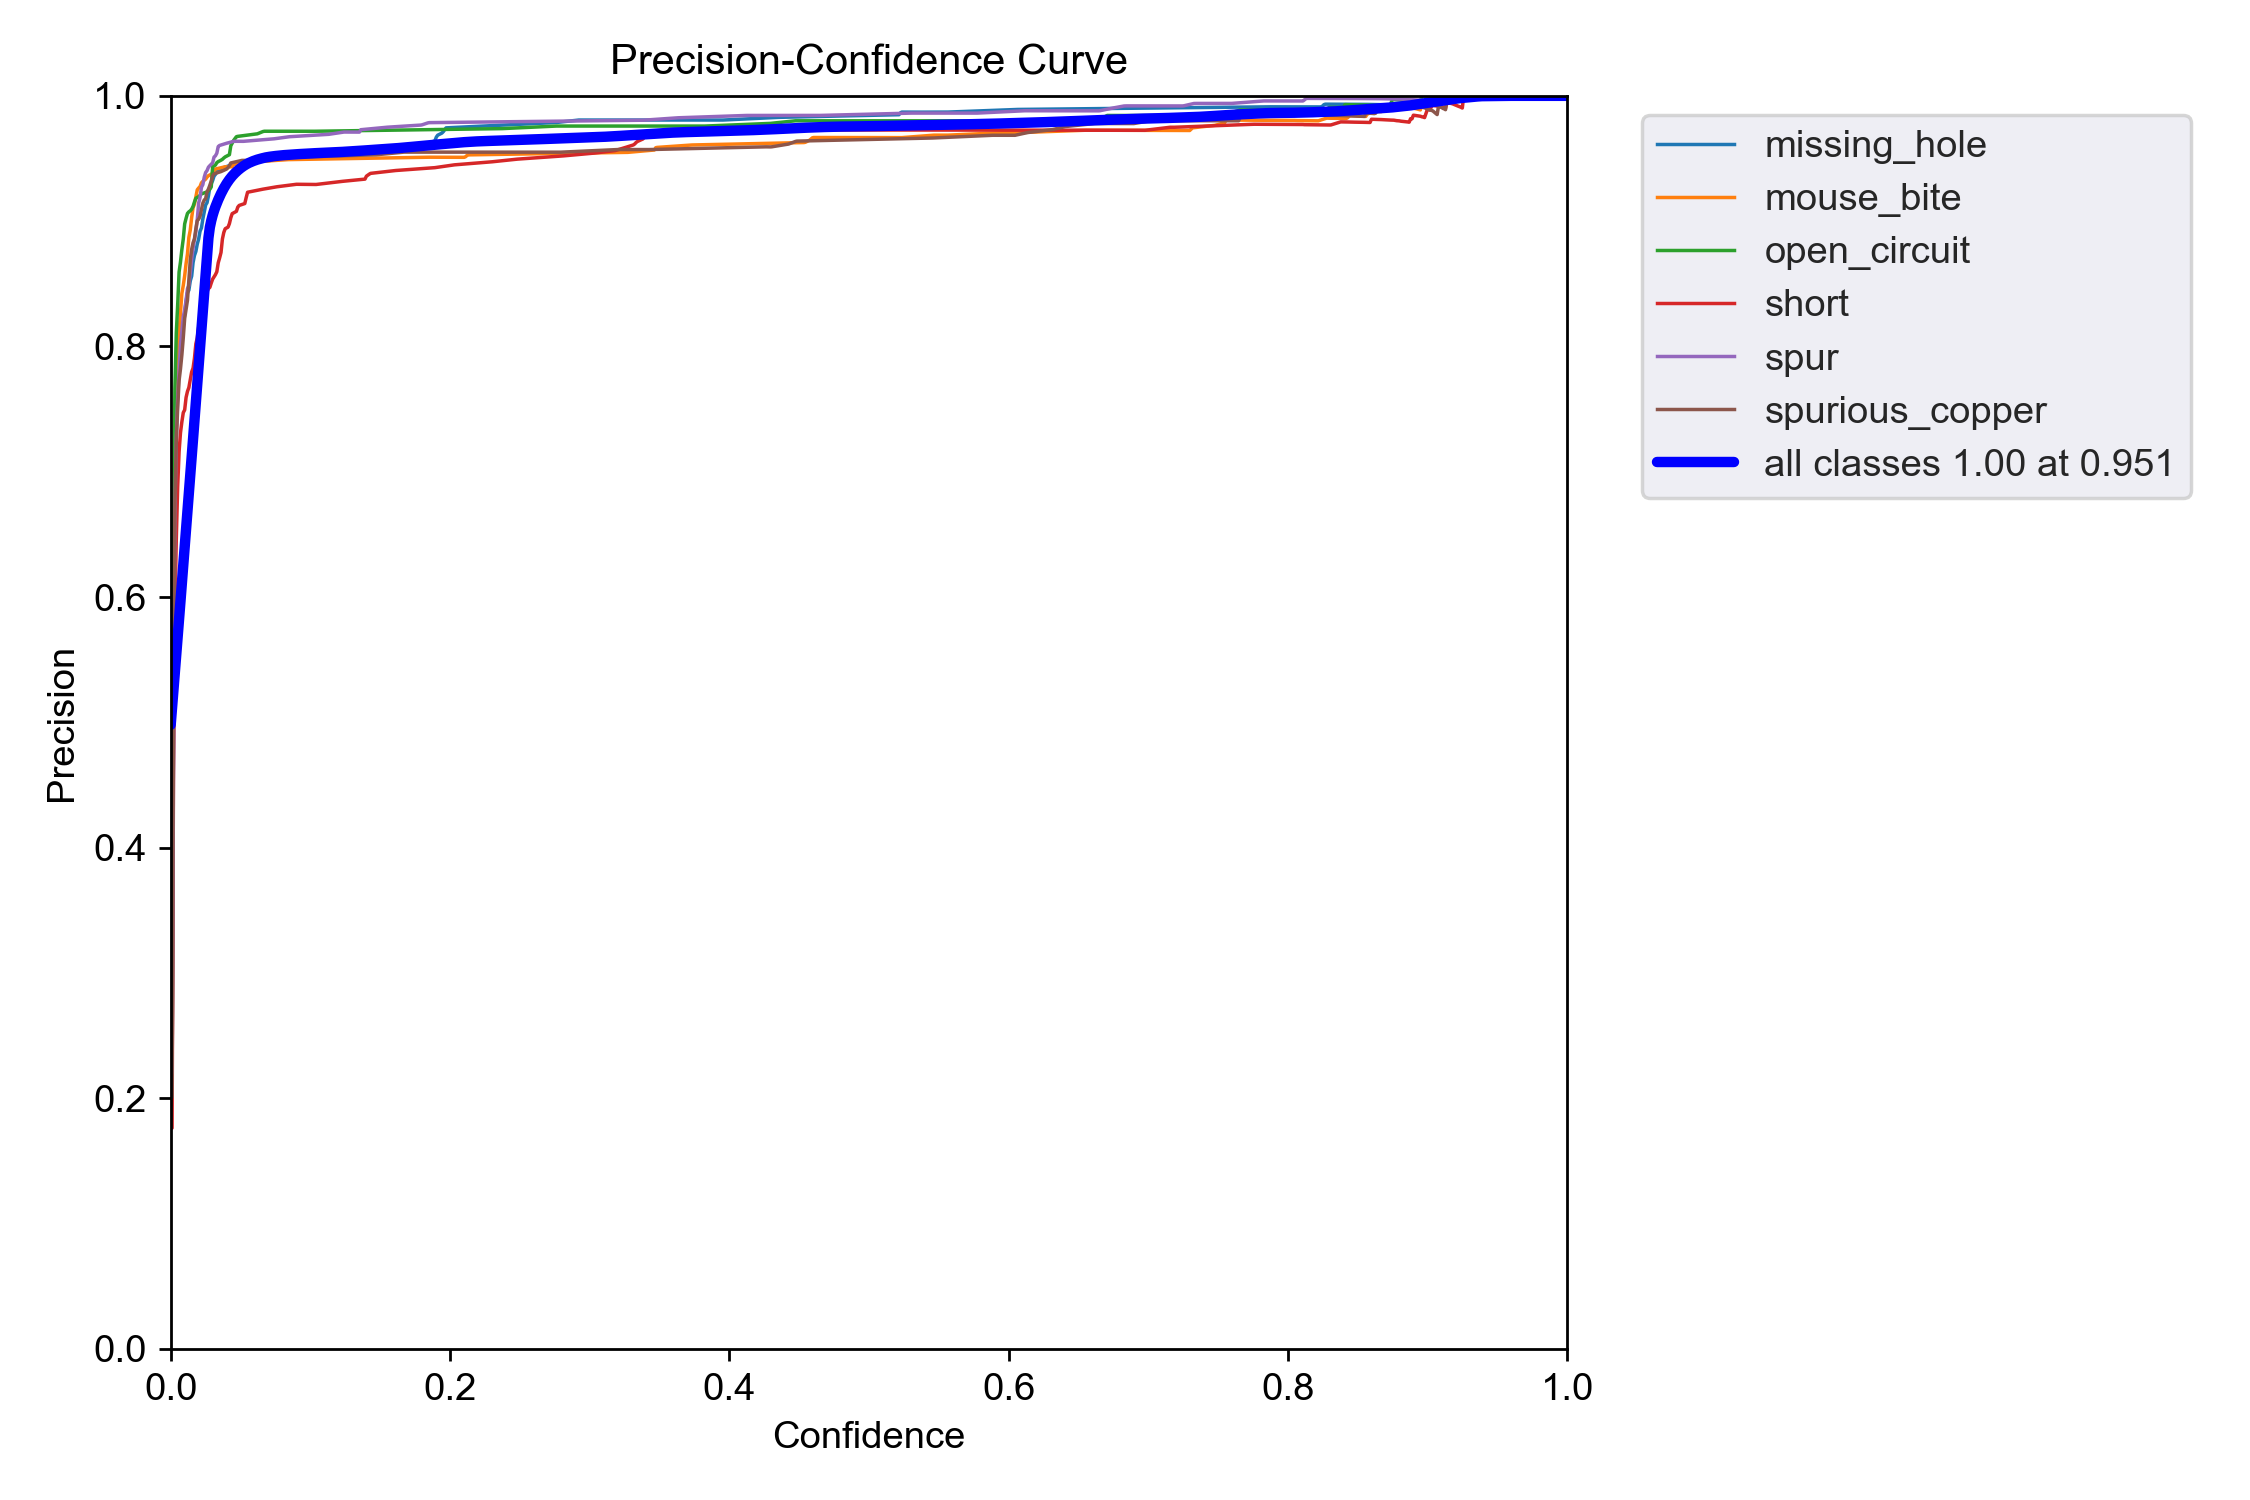 Precision-Confidence Curve
1.0
0.8
0.6
0.4
0.2
0.0
Precision
0.0 0.2 0.4 0.6 0.8 1.0
Confidence
missing_hole
mouse_bite
open_circuit
short
spur
spurious_copper
all classes 1.00 at 0.951